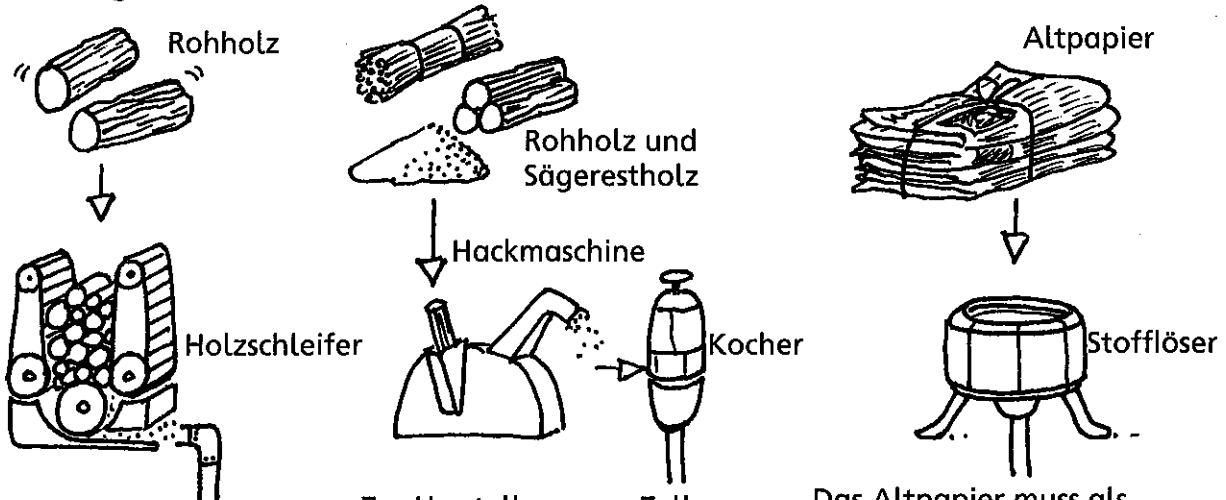 Rohholz
Rohholz und
Sägerestholz
Altpapier
Hackmaschine
Holzschleifer
Kocher
Stofflöser
Das Altpapier muss als